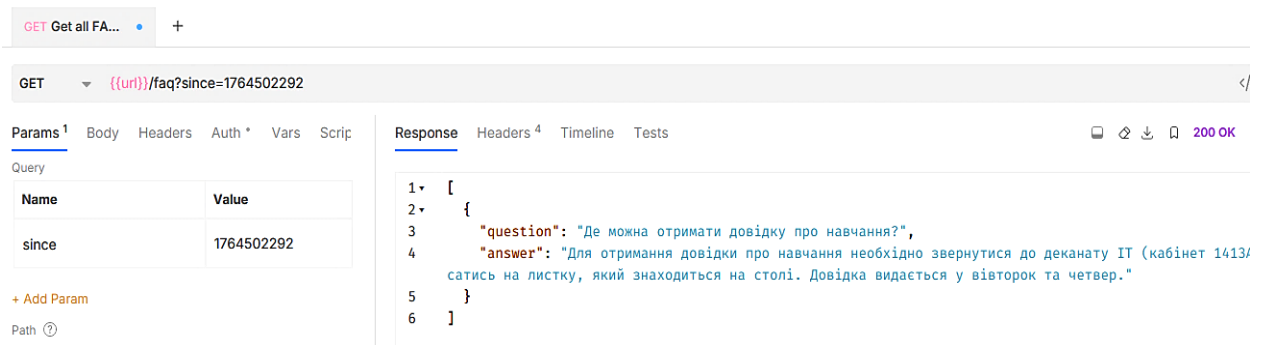 GET Get all FA... +
GET {{url}}/faq?since=1764502292
Params 1 Body Headers Auth * Vars Scrip
Response Headers 4 Timeline Tests 200 OK
Query
Name Value
since 1764502292
+ Add Param
Path ?
1 [
2 {
3 "question": "Де можна отримати довідку про навчання?",
4 "answer": "Для отримання довідки про навчання необхідно звернутися до деканату ІТ (кабінет 1413А
сатись на листку, який знаходиться на столі. Довідка видається у вівторок та четвер."
5 }
6 ]